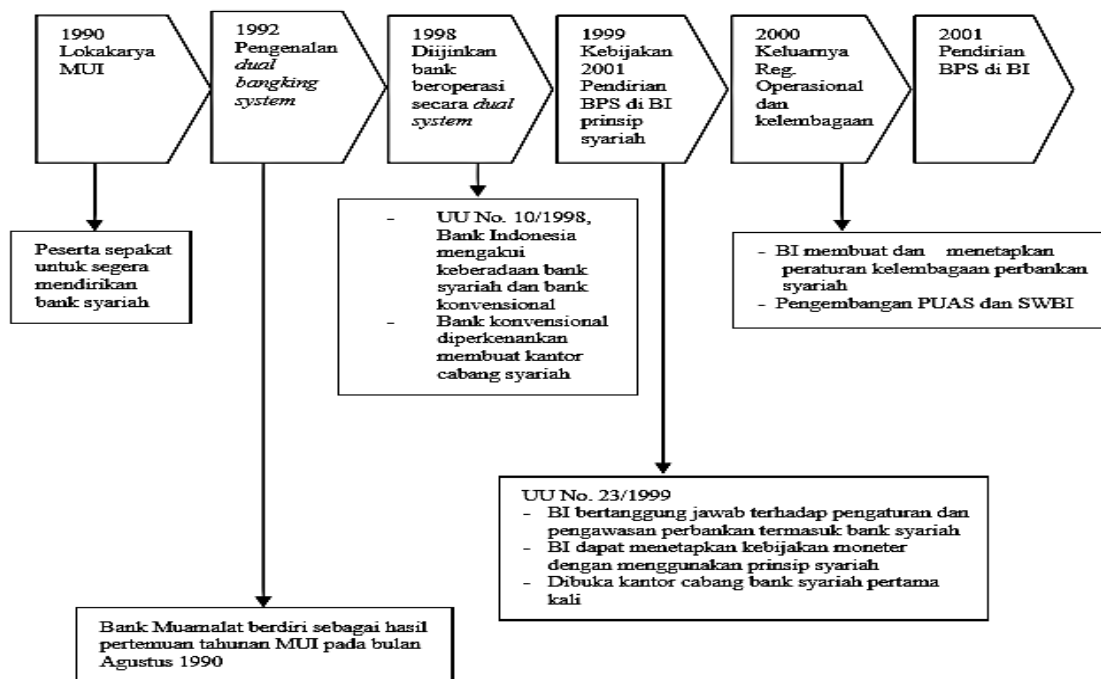 1990
Lokakarya
MUI
1992
Pengenalan
dual
bangking
system
1998
Diijinkan
bank
beroperasi
secara dual
system
1999
Kebijakan
2001
Pendirian
BPS di BI
prinsip
syariah
2000
Keluarnya
Reg.
Operasional
dan
kelembagaan
2001
Pendirian
BPS di BI
Peserta sepakat
untuk segera
mendirikan
bank syariah
- UU No. 10/1998,
Bank Indonesia
mengakui
keberadaan bank
syariah dan bank
konvensional
- Bank konvensional
diperkenankan
membuat kantor
cabang syariah
- BI membuat dan menetapkan
peraturan kelembagaan perbankan
syariah
- Pengembangan PUAS dan SWBI
UU No. 23/1999
- BI bertanggung jawab terhadap pengaturan dan
pengawasan perbankan termasuk bank syariah
- BI dapat menetapkan kebijakan moneter
dengan menggunakan prinsip syariah
- Dibuka kantor cabang bank syariah pertama
kali
Bank Muamalat berdiri sebagai hasil
pertemuan tahunan MUI pada bulan
Agustus 1990